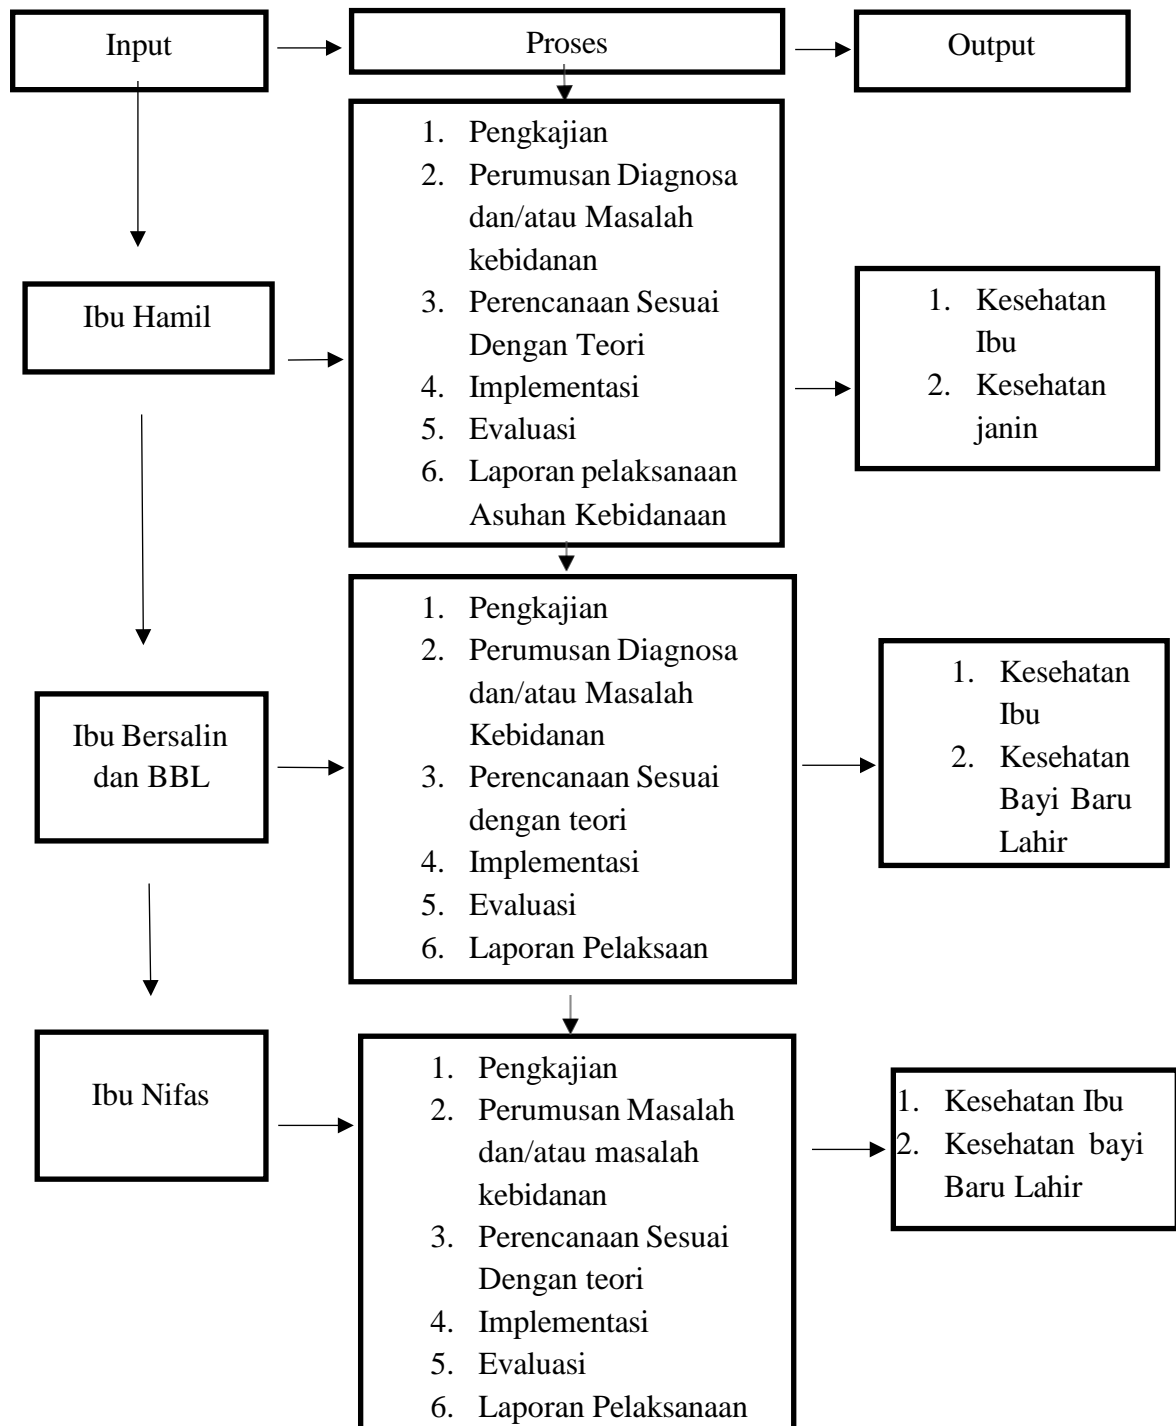 Input
Proses
Output
1. Pengkajian
2. Perumusan Diagnosa
dan/atau Masalah
kebidanan
3. Perencanaan Sesuai
Dengan Teori
4. Implementasi
5. Evaluasi
6. Laporan pelaksanaan
Asuhan Kebidanaan
Ibu Hamil
1. Kesehatan
Ibu
2. Kesehatan
janin
1. Pengkajian
2. Perumusan Diagnosa
dan/atau Masalah
Kebidanan
3. Perencanaan Sesuai
dengan teori
4. Implementasi
5. Evaluasi
6. Laporan Pelaksaan
Ibu Bersalin
dan BBL
1. Kesehatan
Ibu
2. Kesehatan
Bayi Baru
Lahir
Ibu Nifas
1. Pengkajian
2. Perumusan Masalah
dan/atau masalah
kebidanan
3. Perencanaan Sesuai
Dengan teori
4. Implementasi
5. Evaluasi
6. Laporan Pelaksanaan
1. Kesehatan Ibu
2. Kesehatan bayi
Baru Lahir